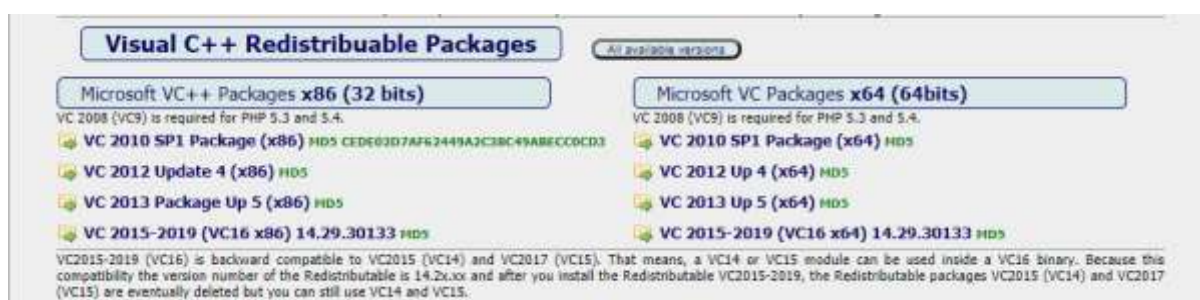 Visual C++ Redistribuable Packages
All available versions
Microsoft VC++ Packages x86 (32 bits)
VC 2008 (VC9) is required for PHP 5.3 and 5.4.
VC 2010 SP1 Package (x86) MD5 CEDE03D7AF62449A2C38C49ABECC0CD3
VC 2012 Update 4 (x86) MD5
VC 2013 Package Up 5 (x86) MD5
VC 2015-2019 (VC16 x86) 14.29.30133 MD5
Microsoft VC Packages x64 (64bits)
VC 2008 (VC9) is required for PHP 5.3 and 5.4.
VC 2010 SP1 Package (x64) MD5
VC 2012 Up 4 (x64) MD5
VC 2013 Up 5 (x64) MD5
VC 2015-2019 (VC16 x64) 14.29.30133 MD5
VC2015-2019 (VC16) is backward compatible to VC2015 (VC14) and VC2017 (VC15). That means, a VC14 or VC15 module can be used inside a VC16 binary. Because this
compatibility the version number of the Redistributable is 14.2x.xx and after you install the Redistributable VC2015-2019, the Redistributable packages VC2015 (VC14) and VC2017
(VC15) are eventually deleted but you can still use VC14 and VC15.